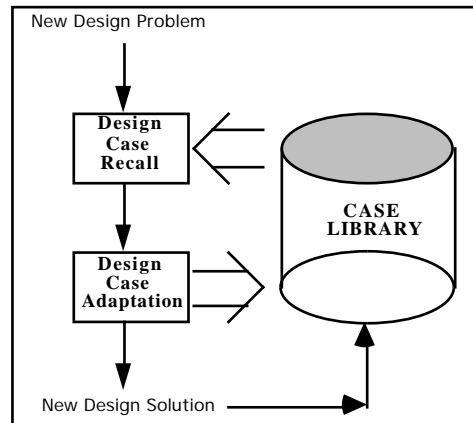 New Design Problem
Design
Case
Recall
CASE
LIBRARY
Design
Case
Adaptation
New Design Solution